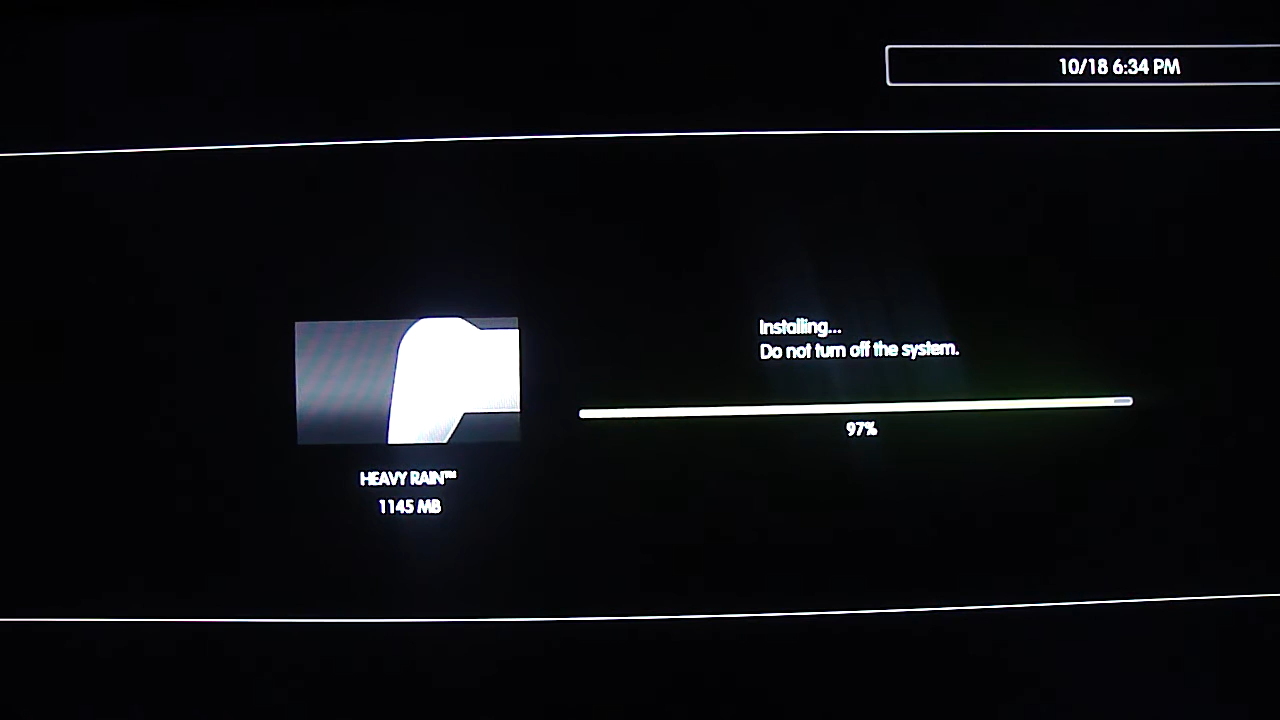 10/18 6:34 PM
Installing...
Do not turn off the system.
97%
HEAVY RAIN™
1145 MB